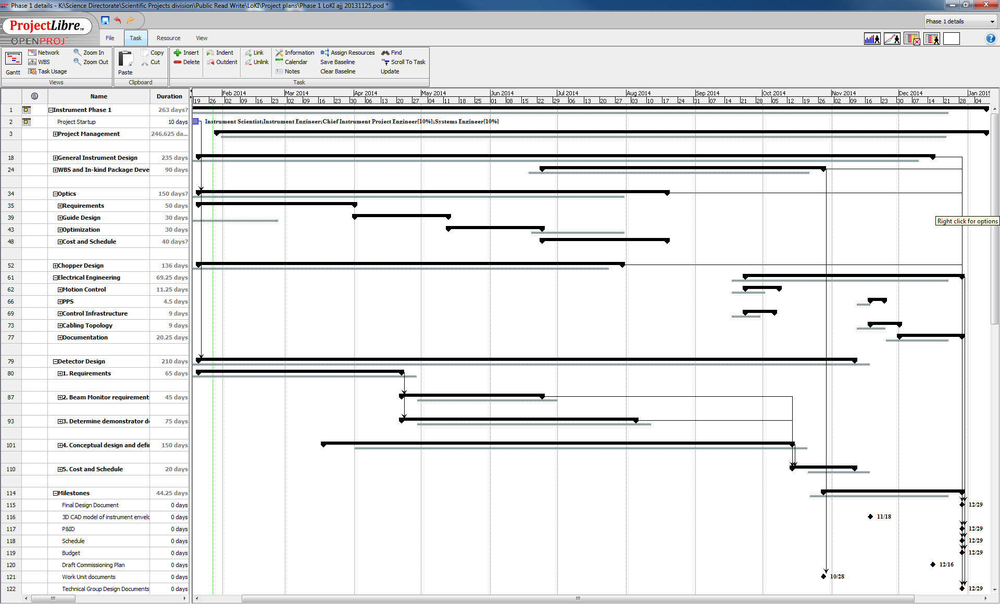 Phase 1 details - K:\Science Directorate\Scientific Projects division\Public Read Write\LoKI\Project plans\Phase 1 LoKI ajj 20131125.pod *
ProjectLibre™
OPENPROJ
Phase 1 details
File Task Resource View
Gantt
Network
WBS
Task Usage
Zoom In
Zoom Out
Views
Paste
Copy
Cut
Clipboard
Insert
Delete
Indent
Outdent
Link
Unlink
Information
Calendar
Notes
Assign Resources
Save Baseline
Clear Baseline
Find
Scroll To Task
Update
Task
Name Duration
Feb 2014 Mar 2014 Apr 2014 May 2014 Jun 2014 Jul 2014 Aug 2014 Sep 2014 Oct 2014 Nov 2014 Dec 2014 Jan 2015
19 26 02 09 16 23 02 09 16 23 30 06 13 20 27 04 11 18 25 01 08 15 22 29 06 13 20 27 03 10 17 24 31 07 14 21 28 05 12 19 26 02 09 16 23 30 07 14 21 28 04
1 Instrument Phase 1 263 days?
2 Project Startup 10 days Instrument Scientist;Instrument Engineer;Chief Instrument Project Engineer[10%];Systems Engineer[10%]
3 Project Management 246.625 da...
18 General Instrument Design 235 days
24 WBS and In-kind Package Deve 90 days
34 Optics 150 days?
35 Requirements 50 days
39 Guide Design 30 days
Right click for options
43 Optimization 30 days
48 Cost and Schedule 40 days?
52 Chopper Design 136 days
61 Electrical Engineering 69.25 days
62 Motion Control 11.25 days
66 PPS 4.5 days
69 Control Infrastructure 9 days
73 Cabling Topology 9 days
77 Documentation 20.25 days
79 Detector Design 210 days
80 1. Requirements 65 days
87 2. Beam Monitor requirement 45 days
93 3. Determine demonstrator d 75 days
101 4. Conceptual design and defi 150 days
110 5. Cost and Schedule 20 days
114 Milestones 44.25 days
115 Final Design Document 0 days 12/29
116 3D CAD model of instrument envelo 0 days 11/18
117 P&ID 0 days 12/29
118 Schedule 0 days 12/29
119 Budget 0 days 12/29
120 Draft Commissioning Plan 0 days 12/16
121 Work Unit documents 0 days 10/28
122 Technical Group Design Documents 0 days 12/29